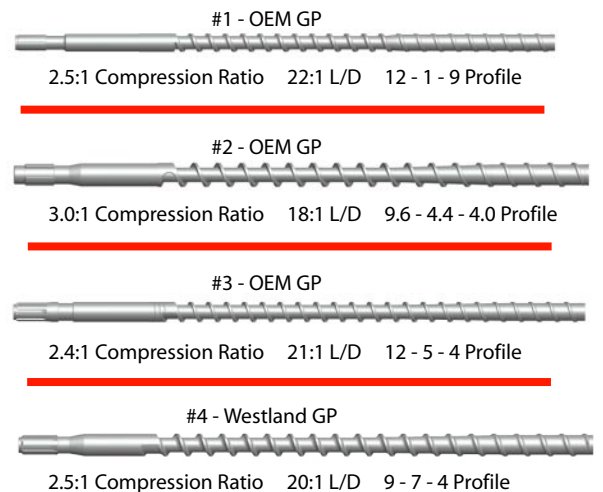 #1 - OEM GP
2.5:1 Compression Ratio 22:1 L/D 12 - 1 - 9 Profile
#2 - OEM GP
3.0:1 Compression Ratio 18:1 L/D 9.6 - 4.4 - 4.0 Profile
#3 - OEM GP
2.4:1 Compression Ratio 21:1 L/D 12 - 5 - 4 Profile
#4 - Westland GP
2.5:1 Compression Ratio 20:1 L/D 9 - 7 - 4 Profile